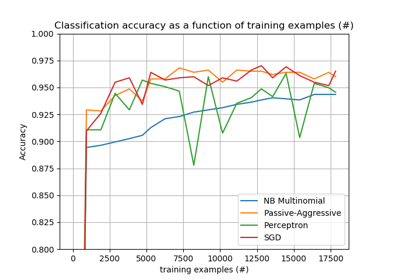 Classification accuracy as a function of training examples (#)
1.000
0.975
0.950
0.925
0.900
0.875
0.850
0.825
0.800
Accuracy
NB Multinomial
Passive-Aggressive
Perceptron
SGD
0 2500 5000 7500 10000 12500 15000 17500
training examples (#)